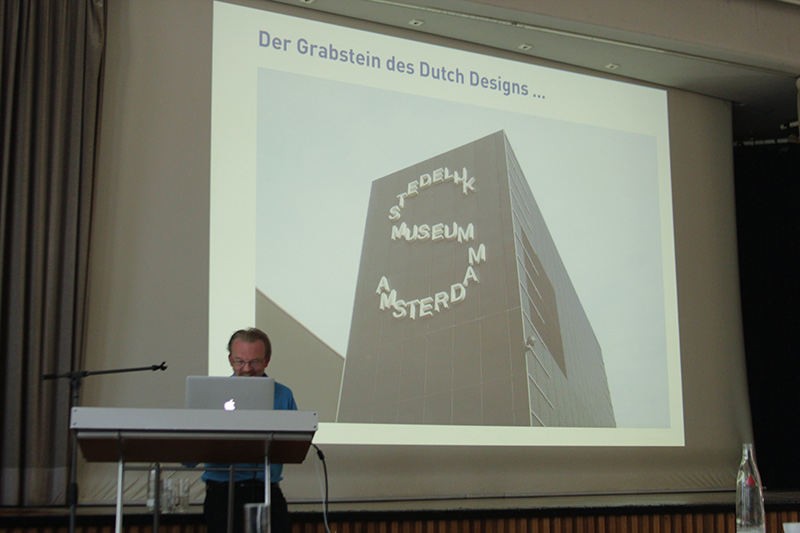 Der Grabstein des Dutch Designs ...
STEDELIJK
MUSEUM
AMSTERDAM